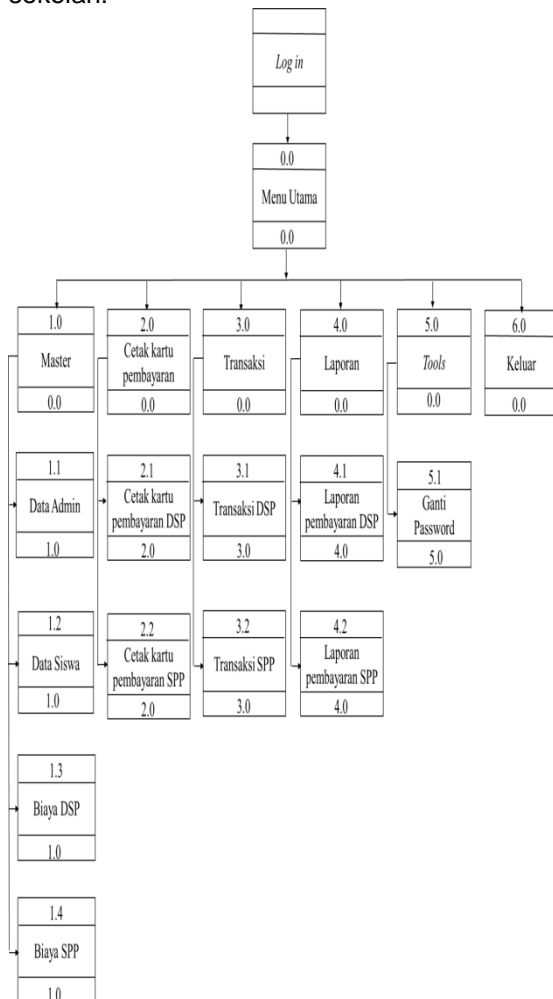 sekolah.
Log in
0.0
Menu Utama
0.0
1.0
Master
0.0
2.0
Cetak kartu
pembayaran
0.0
3.0
Transaksi
0.0
4.0
Laporan
0.0
5.0
Tools
0.0
6.0
Keluar
0.0
1.1
Data Admin
1.0
2.1
Cetak kartu
pembayaran DSP
2.0
3.1
Transaksi DSP
3.0
4.1
Laporan
pembayaran DSP
4.0
5.1
Ganti
Password
5.0
1.2
Data Siswa
1.0
2.2
Cetak kartu
pembayaran SPP
2.0
3.2
Transaksi SPP
3.0
4.2
Laporan
pembayaran SPP
4.0
1.3
Biaya DSP
1.0
1.4
Biaya SPP
1.0